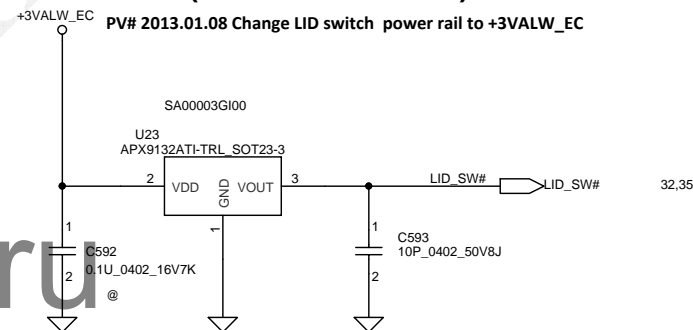 +3VALW_EC
PV# 2013.01.08 Change LID switch power rail to +3VALW_EC
SA00003GI00
U23
APX9132ATI-TRL_SOT23-3
2
VDD
GND
VOUT
3
LID_SW#
LID_SW#
32,35
1
1
C592
0.1U_0402_16V7K
2
@
1
C593
10P_0402_50V8J
2
ru